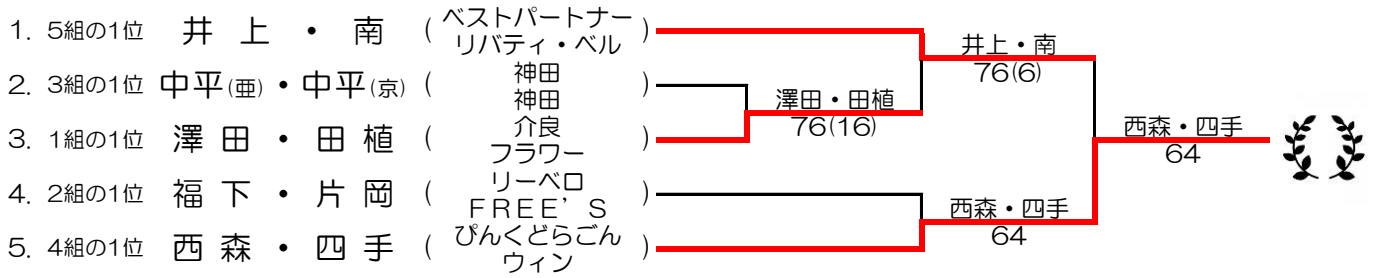 1. 5組の1位 井上・南 (ベストパートナー
リバティ・ベル)
2. 3組の1位 中平(亜)・中平(京) (神田
神田)
3. 1組の1位 澤田・田植 (介良
フラワー)
4. 2組の1位 福下・片岡 (リーベロ
FREE'S)
5. 4組の1位 西森・四手 (ぴんくどらごん
ウィン)
澤田・田植
76(16)
井上・南
76(6)
西森・四手
64
西森・四手
64